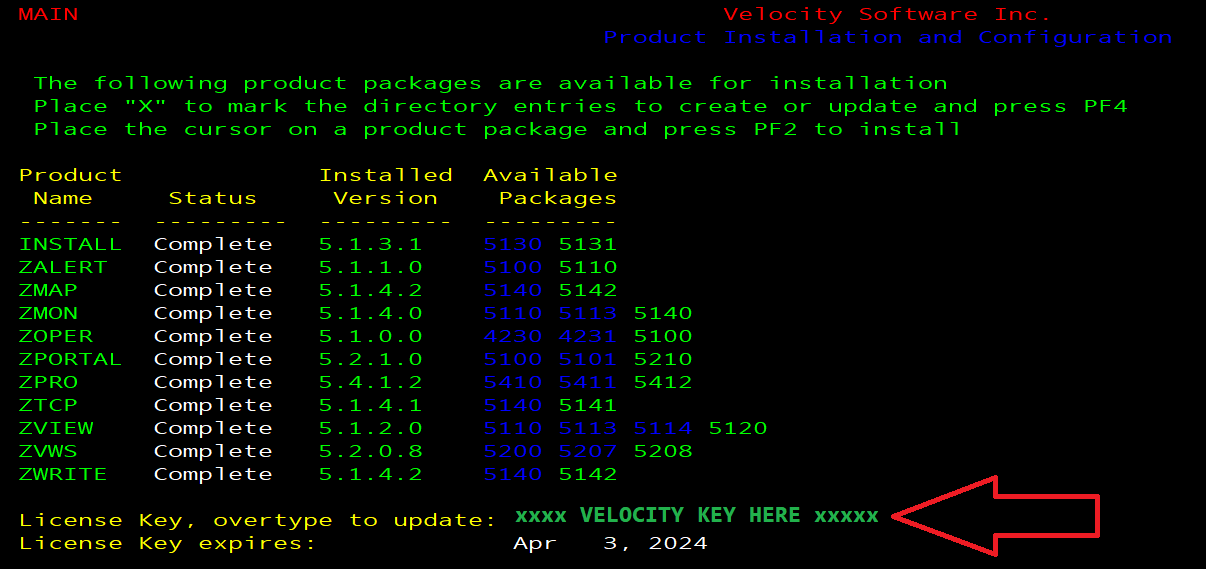 MAIN Velocity Software Inc.
Product Installation and Configuration
The following product packages are available for installation
Place "X" to mark the directory entries to create or update and press PF4
Place the cursor on a product package and press PF2 to install
Product Installed Available
Name Status Version Packages
------- --------- --------- ---------
INSTALL Complete 5.1.3.1 5130 5131
ZALERT Complete 5.1.1.0 5100 5110
ZMAP Complete 5.1.4.2 5140 5142
ZMON Complete 5.1.4.0 5110 5113 5140
ZOPER Complete 5.1.0.0 4230 4231 5100
ZPORTAL Complete 5.2.1.0 5100 5101 5210
ZPRO Complete 5.4.1.2 5410 5411 5412
ZTCP Complete 5.1.4.1 5140 5141
ZVIEW Complete 5.1.2.0 5110 5113 5114 5120
ZVWS Complete 5.2.0.8 5200 5207 5208
ZWRITE Complete 5.1.4.2 5140 5142
License Key, overtype to update: xxxx VELOCITY KEY HERE xxxxx
License Key expires: Apr 3, 2024